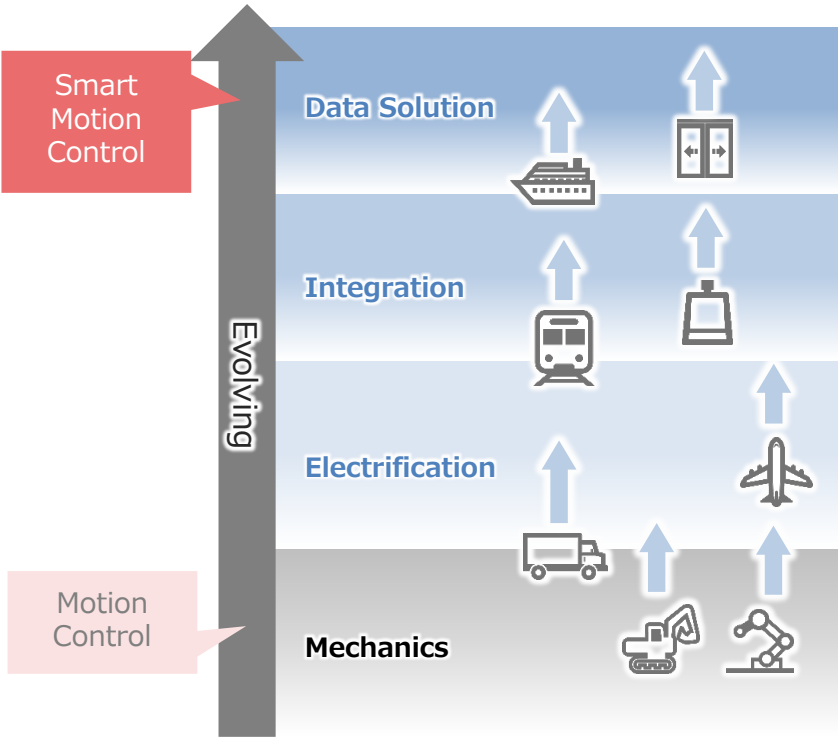 Smart
Motion
Control
Data Solution
Integration
Evolving
Electrification
Motion
Control
Mechanics